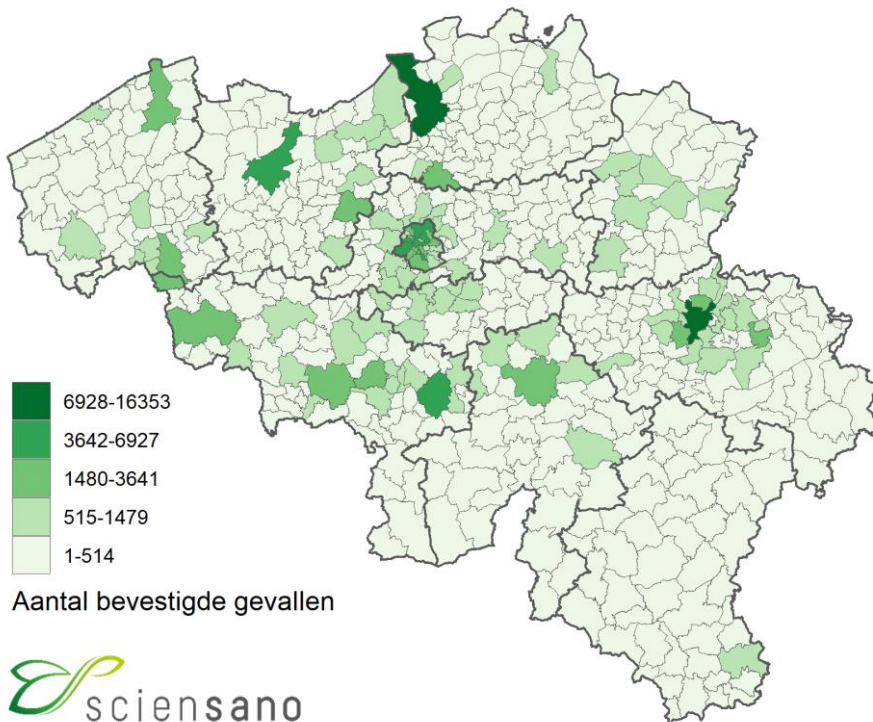 6928-16353
3642-6927
1480-3641
515-1479
1-514
Aantal bevestigde gevallen
sciensano